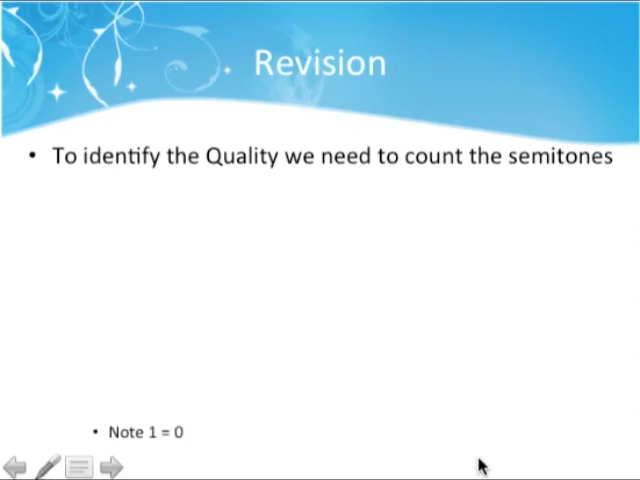 Revision
• To identify the Quality we need to count the semitones
• Note 1 = 0